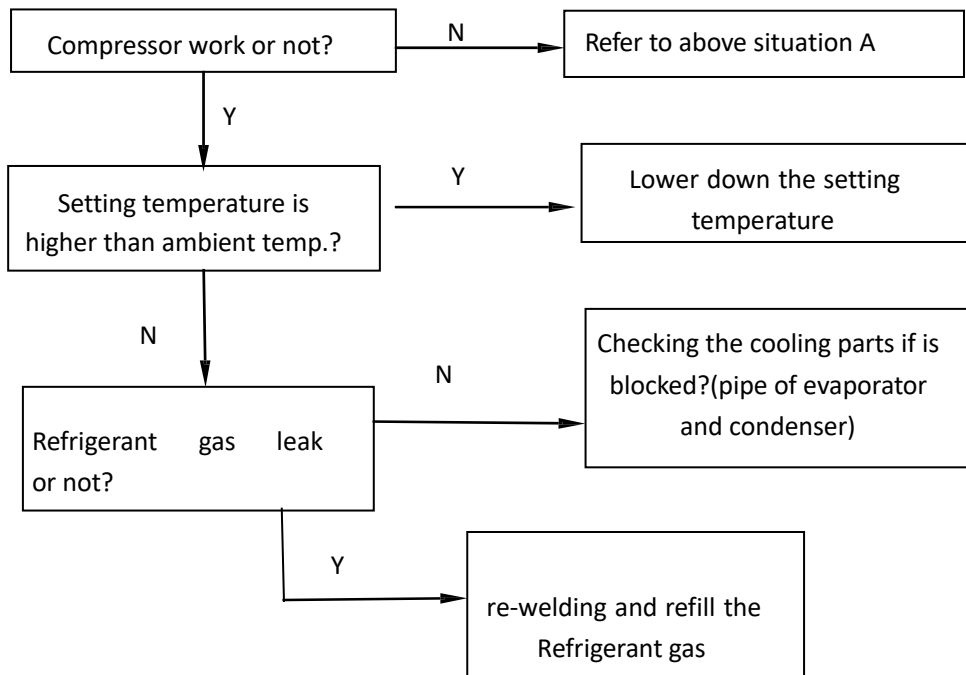 Compressor work or not?
N
Refer to above situation A
Y
Setting temperature is
higher than ambient temp.?
Y
Lower down the setting
temperature
N
Refrigerant gas leak
or not?
N
Checking the cooling parts if is
blocked?(pipe of evaporator
and condenser)
Y
re-welding and refill the
Refrigerant gas